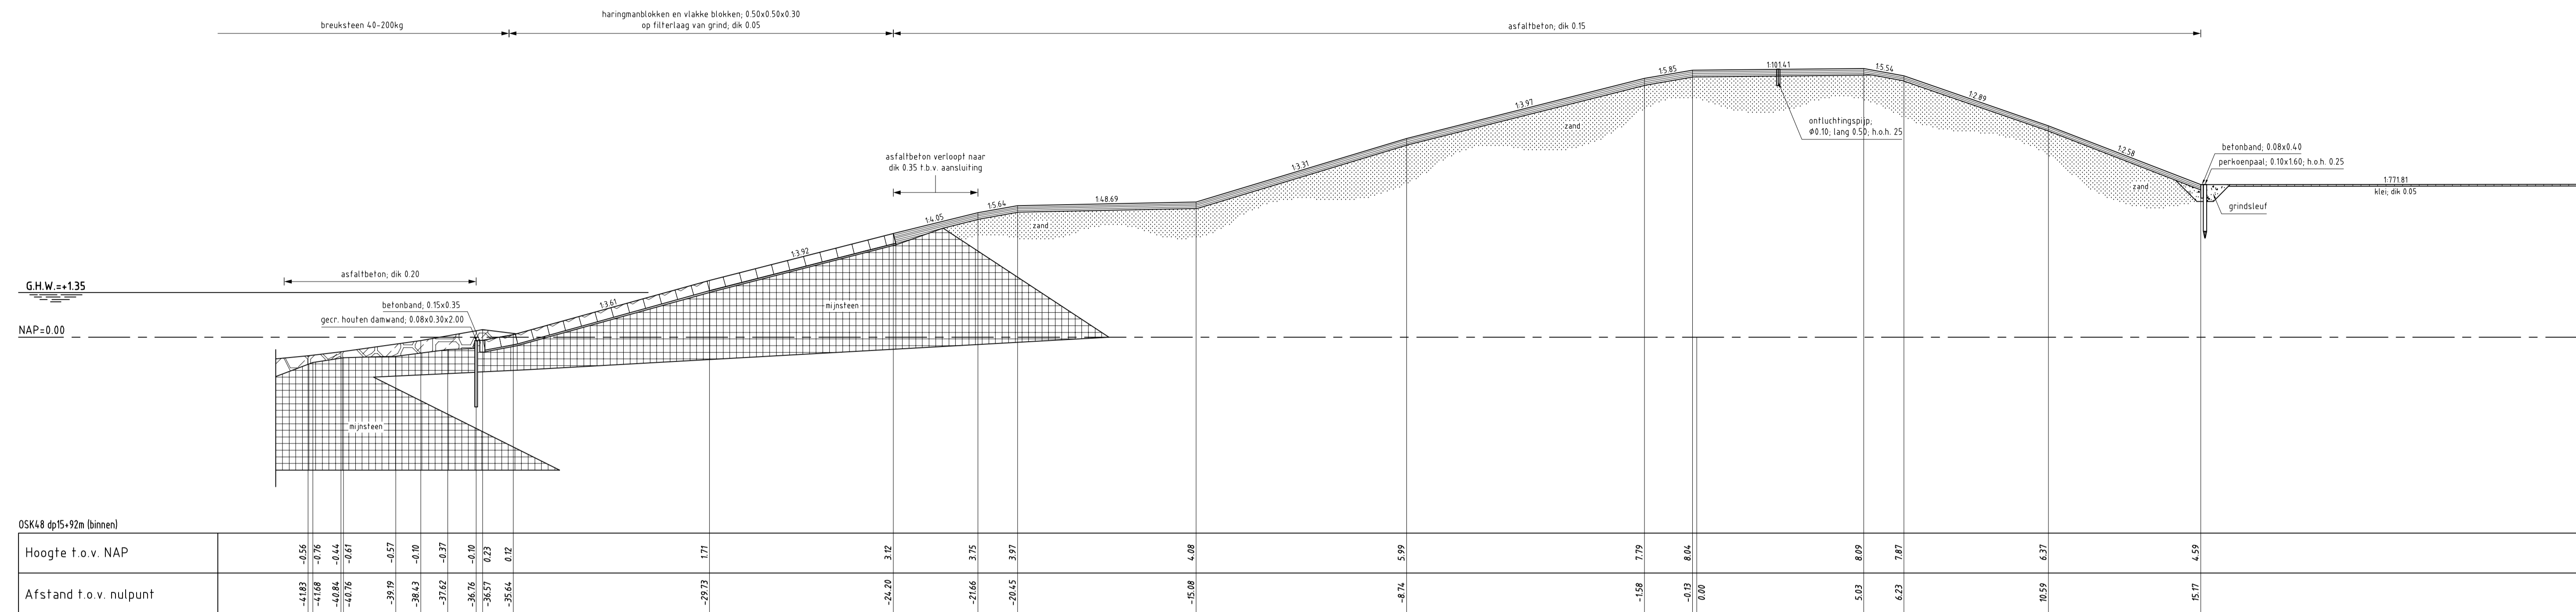 breuksteen 40-200kg
haringmanblokken en vlakke blokken; 0.50x0.50x0.30
op filterlaag van grind; dik 0.05
asfaltbeton; dik 0.15
1:5.85
1:101.41
1:5.54
1:3.97
1:2.89
zand
ontluchtingspijp;
Ø0.10; lang 0.50; h.o.h. 25
asfaltbeton verloopt naar
dik 0.35 t.b.v. aansluiting
1:3.31
1:2.58
betonband; 0.08x0.40
perkoenpaal; 0.10x1.60; h.o.h. 0.25
zand
1:771.81
klei; dik 0.05
grindsleuf
1:4.05
1:5.64
1:48.69
zand
1:3.92
asfaltbeton; dik 0.20
G.H.W.=+1.35
betonband; 0.15x0.35
1:3.61
mijnsteen
gecr. houten damwand; 0.08x0.30x2.00
NAP=0.00
mijnsteen
OSK48 dp15+92m (binnen)
Hoogte t.o.v. NAP -0.56 -0.76 -0.44 -0.61 -0.57 -0.10 -0.37 -0.10 0.23 0.12 1.71 3.12 3.75 3.97 4.08 5.99 7.79 8.04 8.09 7.87 6.37 4.59
Afstand t.o.v. nulpunt -41.83 -41.68 -40.84 -40.76 -39.19 -38.43 -37.62 -36.76 -36.57 -35.64 -29.73 -24.20 -21.66 -20.45 -15.08 -8.74 -1.58 -0.13 0.00 5.03 6.23 10.59 15.17